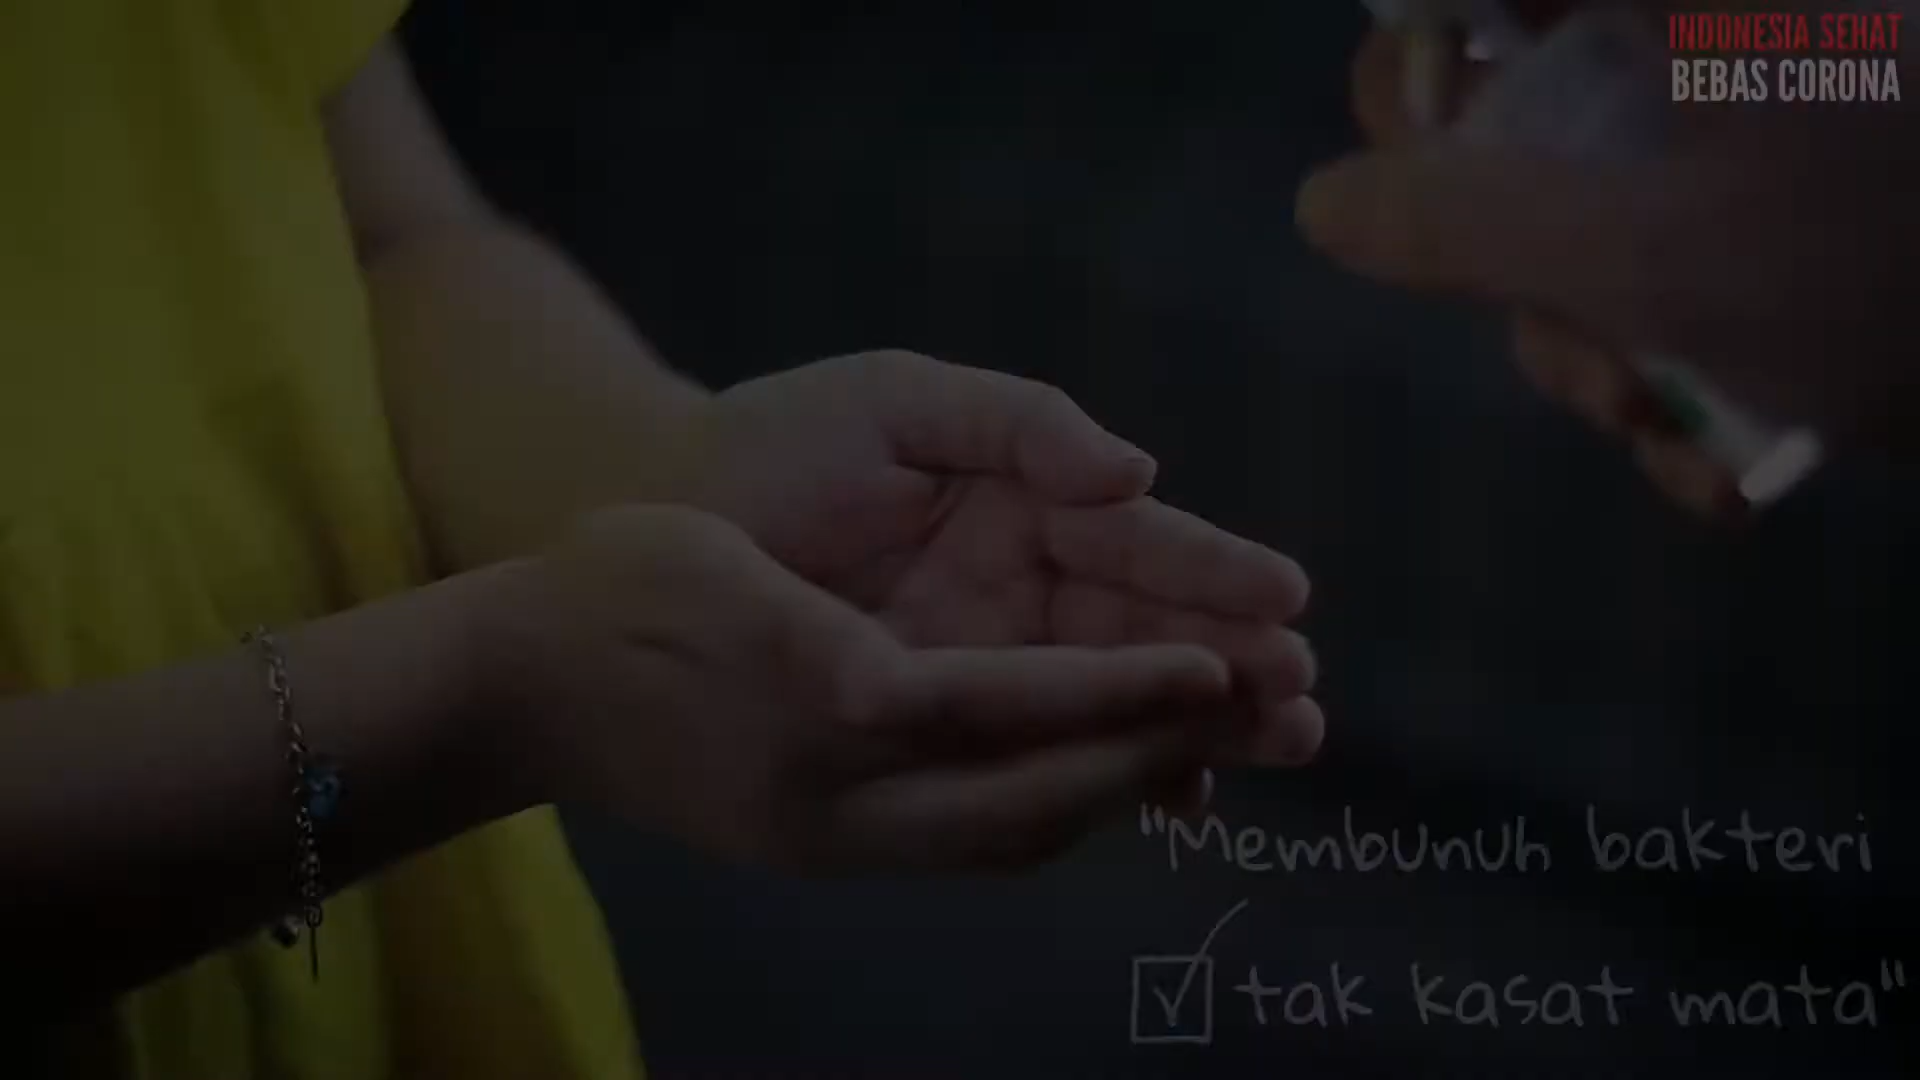 INDONESIA SEHAT
BEBAS CORONA
"Membunuh bakteri
tak kasat mata"